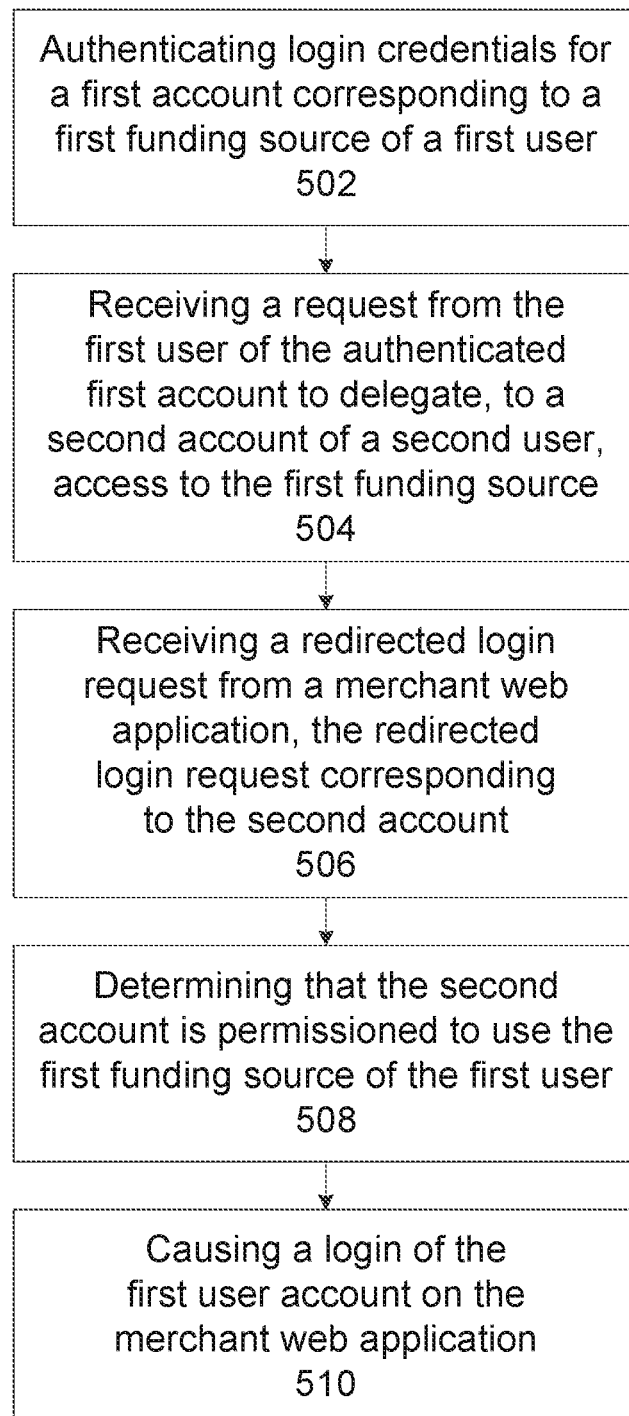 Authenticating login credentials for
a first account corresponding to a
first funding source of a first user
502
Receiving a request from the
first user of the authenticated
first account to delegate, to a
second account of a second user,
access to the first funding source
504
Receiving a redirected login
request from a merchant web
application, the redirected
login request corresponding
to the second account
506
Determining that the second
account is permissioned to use the
first funding source of the first user
508
Causing a login of the
first user account on the
merchant web application
510